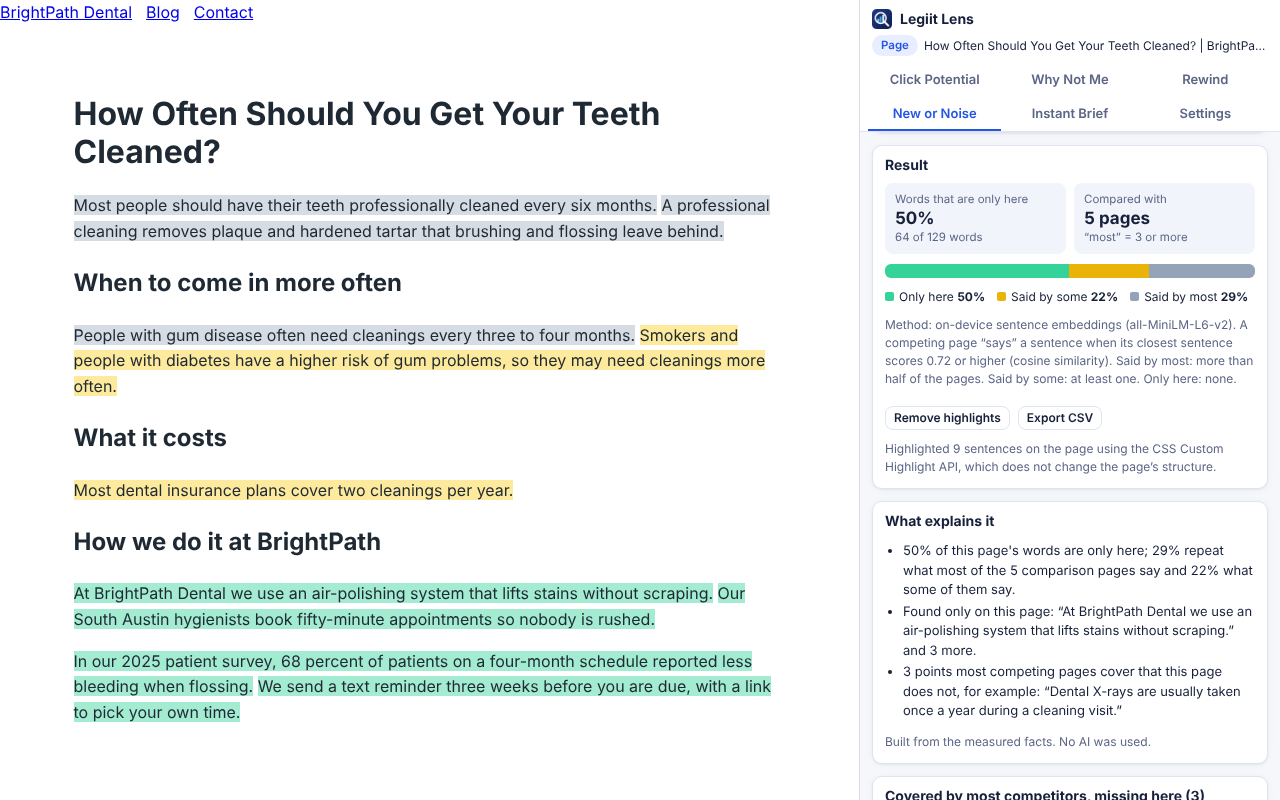 BrightPath Dental Blog Contact
How Often Should You Get Your Teeth
Cleaned?
Most people should have their teeth professionally cleaned every six months. A professional
cleaning removes plaque and hardened tartar that brushing and flossing leave behind.
When to come in more often
People with gum disease often need cleanings every three to four months. Smokers and
people with diabetes have a higher risk of gum problems, so they may need cleanings more
often.
What it costs
Most dental insurance plans cover two cleanings per year.
How we do it at BrightPath
At BrightPath Dental we use an air-polishing system that lifts stains without scraping. Our
South Austin hygienists book fifty-minute appointments so nobody is rushed.
In our 2025 patient survey, 68 percent of patients on a four-month schedule reported less
bleeding when flossing. We send a text reminder three weeks before you are due, with a link
to pick your own time.
Legiit Lens
Page How Often Should You Get Your Teeth Cleaned? | BrightPa...
Click Potential Why Not Me Rewind
New or Noise Instant Brief Settings
Result
Words that are only here
50%
64 of 129 words
Compared with
5 pages
“most” = 3 or more
Only here 50% Said by some 22% Said by most 29%
Method: on-device sentence embeddings (all-MiniLM-L6-v2). A
competing page “says” a sentence when its closest sentence
scores 0.72 or higher (cosine similarity). Said by most: more than
half of the pages. Said by some: at least one. Only here: none.
Remove highlights Export CSV
Highlighted 9 sentences on the page using the CSS Custom
Highlight API, which does not change the page’s structure.
What explains it
• 50% of this page's words are only here; 29% repeat
what most of the 5 comparison pages say and 22% what
some of them say.
• Found only on this page: “At BrightPath Dental we use an
air-polishing system that lifts stains without scraping.”
and 3 more.
• 3 points most competing pages cover that this page
does not, for example: “Dental X-rays are usually taken
once a year during a cleaning visit.”
Built from the measured facts. No AI was used.
Covered by most competitors, missing here (3)